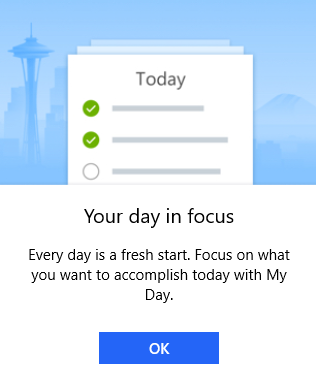 Today
Your day in focus
Every day is a fresh start. Focus on what
you want to accomplish today with My
Day.
OK